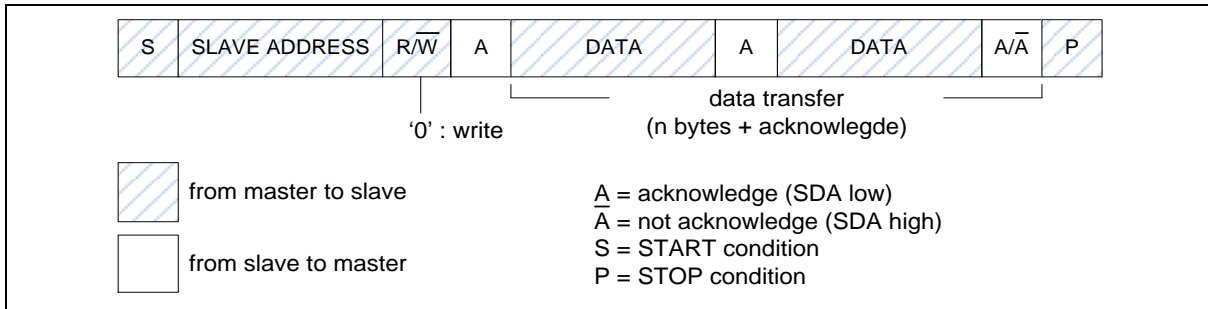 S SLAVE ADDRESS R/W̅ A DATA A DATA A/A̅ P
data transfer
(n bytes + acknowlegde)
‘0’ : write
from master to slave
from slave to master
A = acknowledge (SDA low)
A̅ = not acknowledge (SDA high)
S = START condition
P = STOP condition